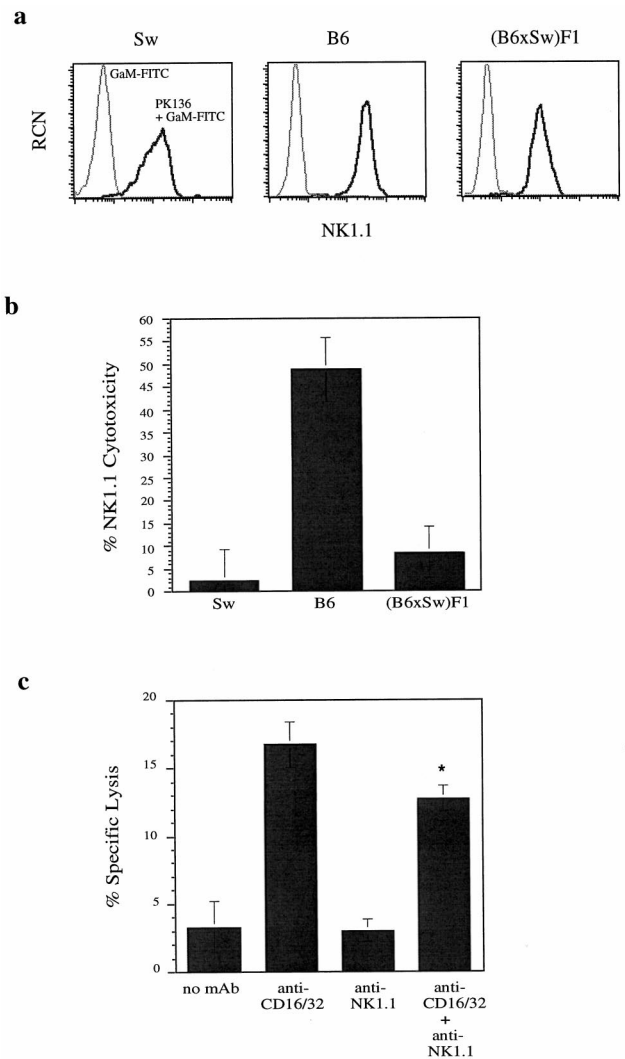 a
Sw
B6
(B6xSw)F1
GaM-FITC
PK136
+ GaM-FITC
RCN
NK1.1
b
% NK1.1 Cytotoxicity
60
55
50
45
40
35
30
25
20
15
10
5
0
Sw
B6
(B6xSw)F1
c
% Specific Lysis
20
15
10
5
0
*
no mAb
anti-
CD16/32
anti-
NK1.1
anti-
CD16/32
+
anti-
NK1.1